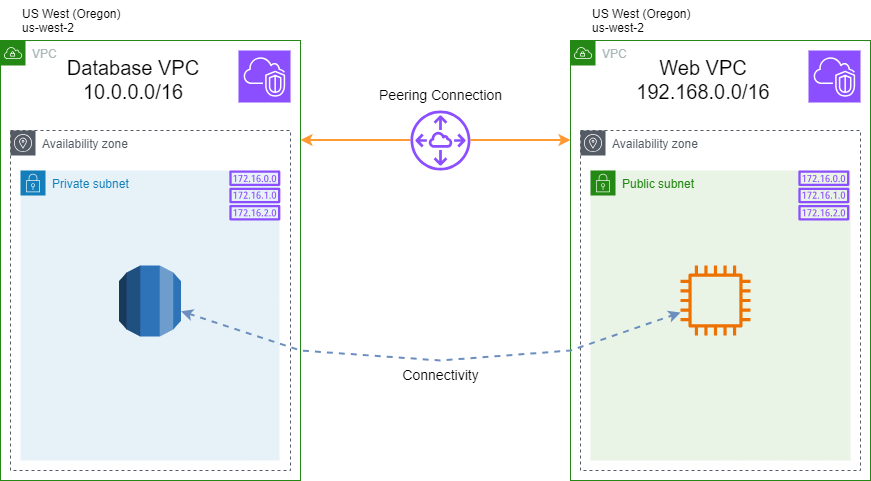 US West (Oregon)
us-west-2
VPC
Database VPC
10.0.0.0/16
Availability zone
Private subnet
172.16.0.0
172.16.1.0
172.16.2.0
Peering Connection
Connectivity
US West (Oregon)
us-west-2
VPC
Web VPC
192.168.0.0/16
Availability zone
Public subnet
172.16.0.0
172.16.1.0
172.16.2.0